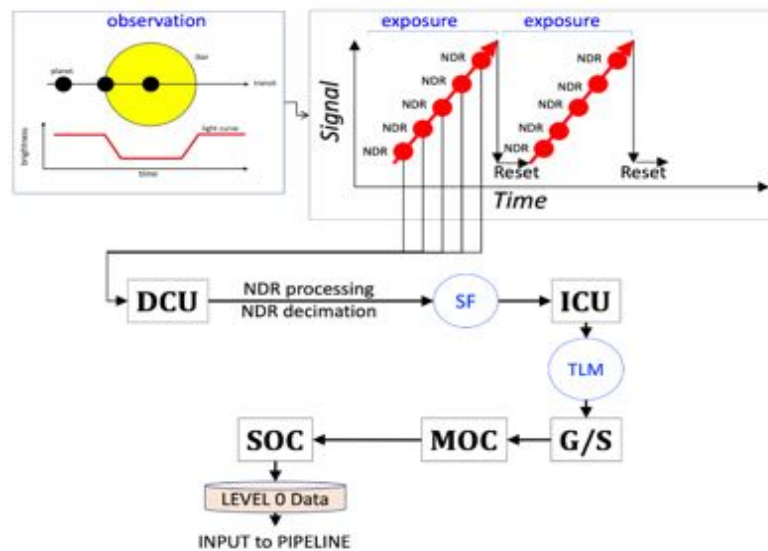 observation
star
planet
transit
brightness
light curve
time
exposure
exposure
Signal
NDR
NDR
NDR
NDR
NDR
NDR
NDR
NDR
NDR
NDR
Reset
Reset
Time
DCU
NDR processing
NDR decimation
SF
ICU
TLM
SOC
MOC
G/S
LEVEL 0 Data
INPUT to PIPELINE